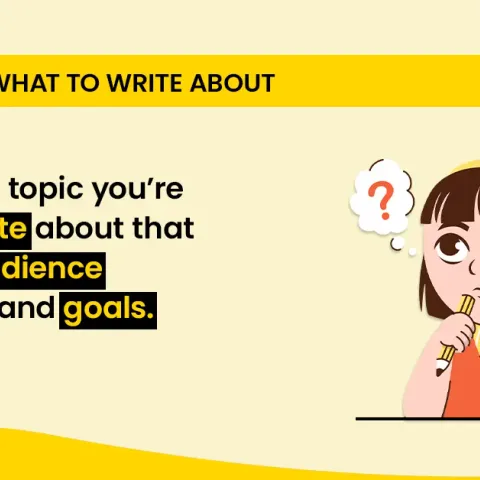 WHAT TO WRITE ABOUT
topic you’re
te about that
dience
and goals.
?